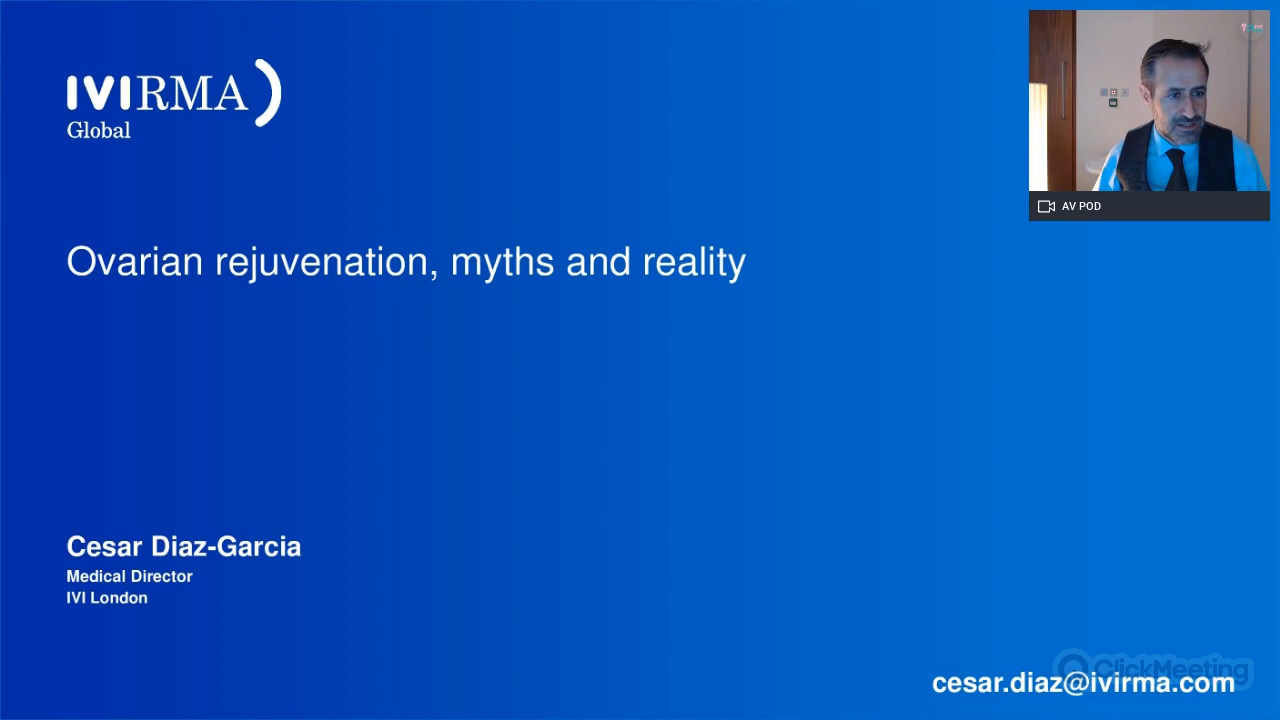 IVIRMA
Global
AV POD
Ovarian rejuvenation, myths and reality
Cesar Diaz-Garcia
Medical Director
IVI London
ClickMeeting
cesar.diaz@ivirma.com